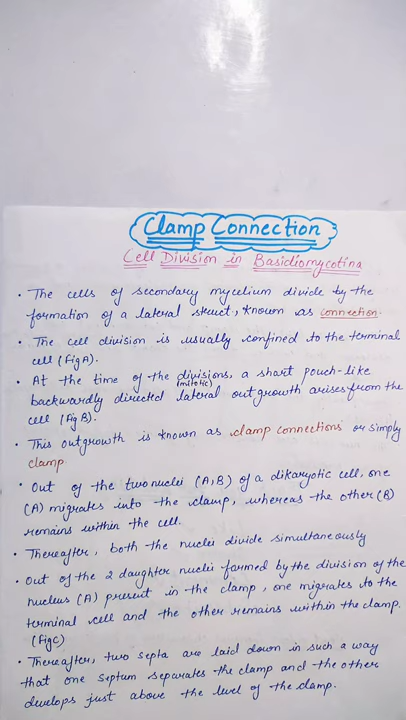 Clamp Connection
Cell Division in Basidiomycotina
• The cells of secondary mycelium divide by the
formation of a lateral struct, known as connection.
• The cell division is usually confined to the terminal
cell (Fig A).
• At the time of the divisions, a short pouch-like
(mitotic)
backwardly directed lateral outgrowth arises from the
cell (Fig B).
• This outgrowth is known as clamp connections or simply
clamp
• Out of the two nuclei (A,B) of a dikaryotic cell, one
(A) migrates into the clamp, whereas the other (B)
remains within the cell.
• Thereafter, both the nuclei divide simultaneously
• Out of the 2 daughter nuclei formed by the division of the
nucleus (A) present in the clamp, one migrates to the
terminal cell and the other remains within the clamp.
(Fig C)
• Thereafter, two septa are laid down in such a way
that one septum separates the clamp and the other
develops just above the level of the clamp.